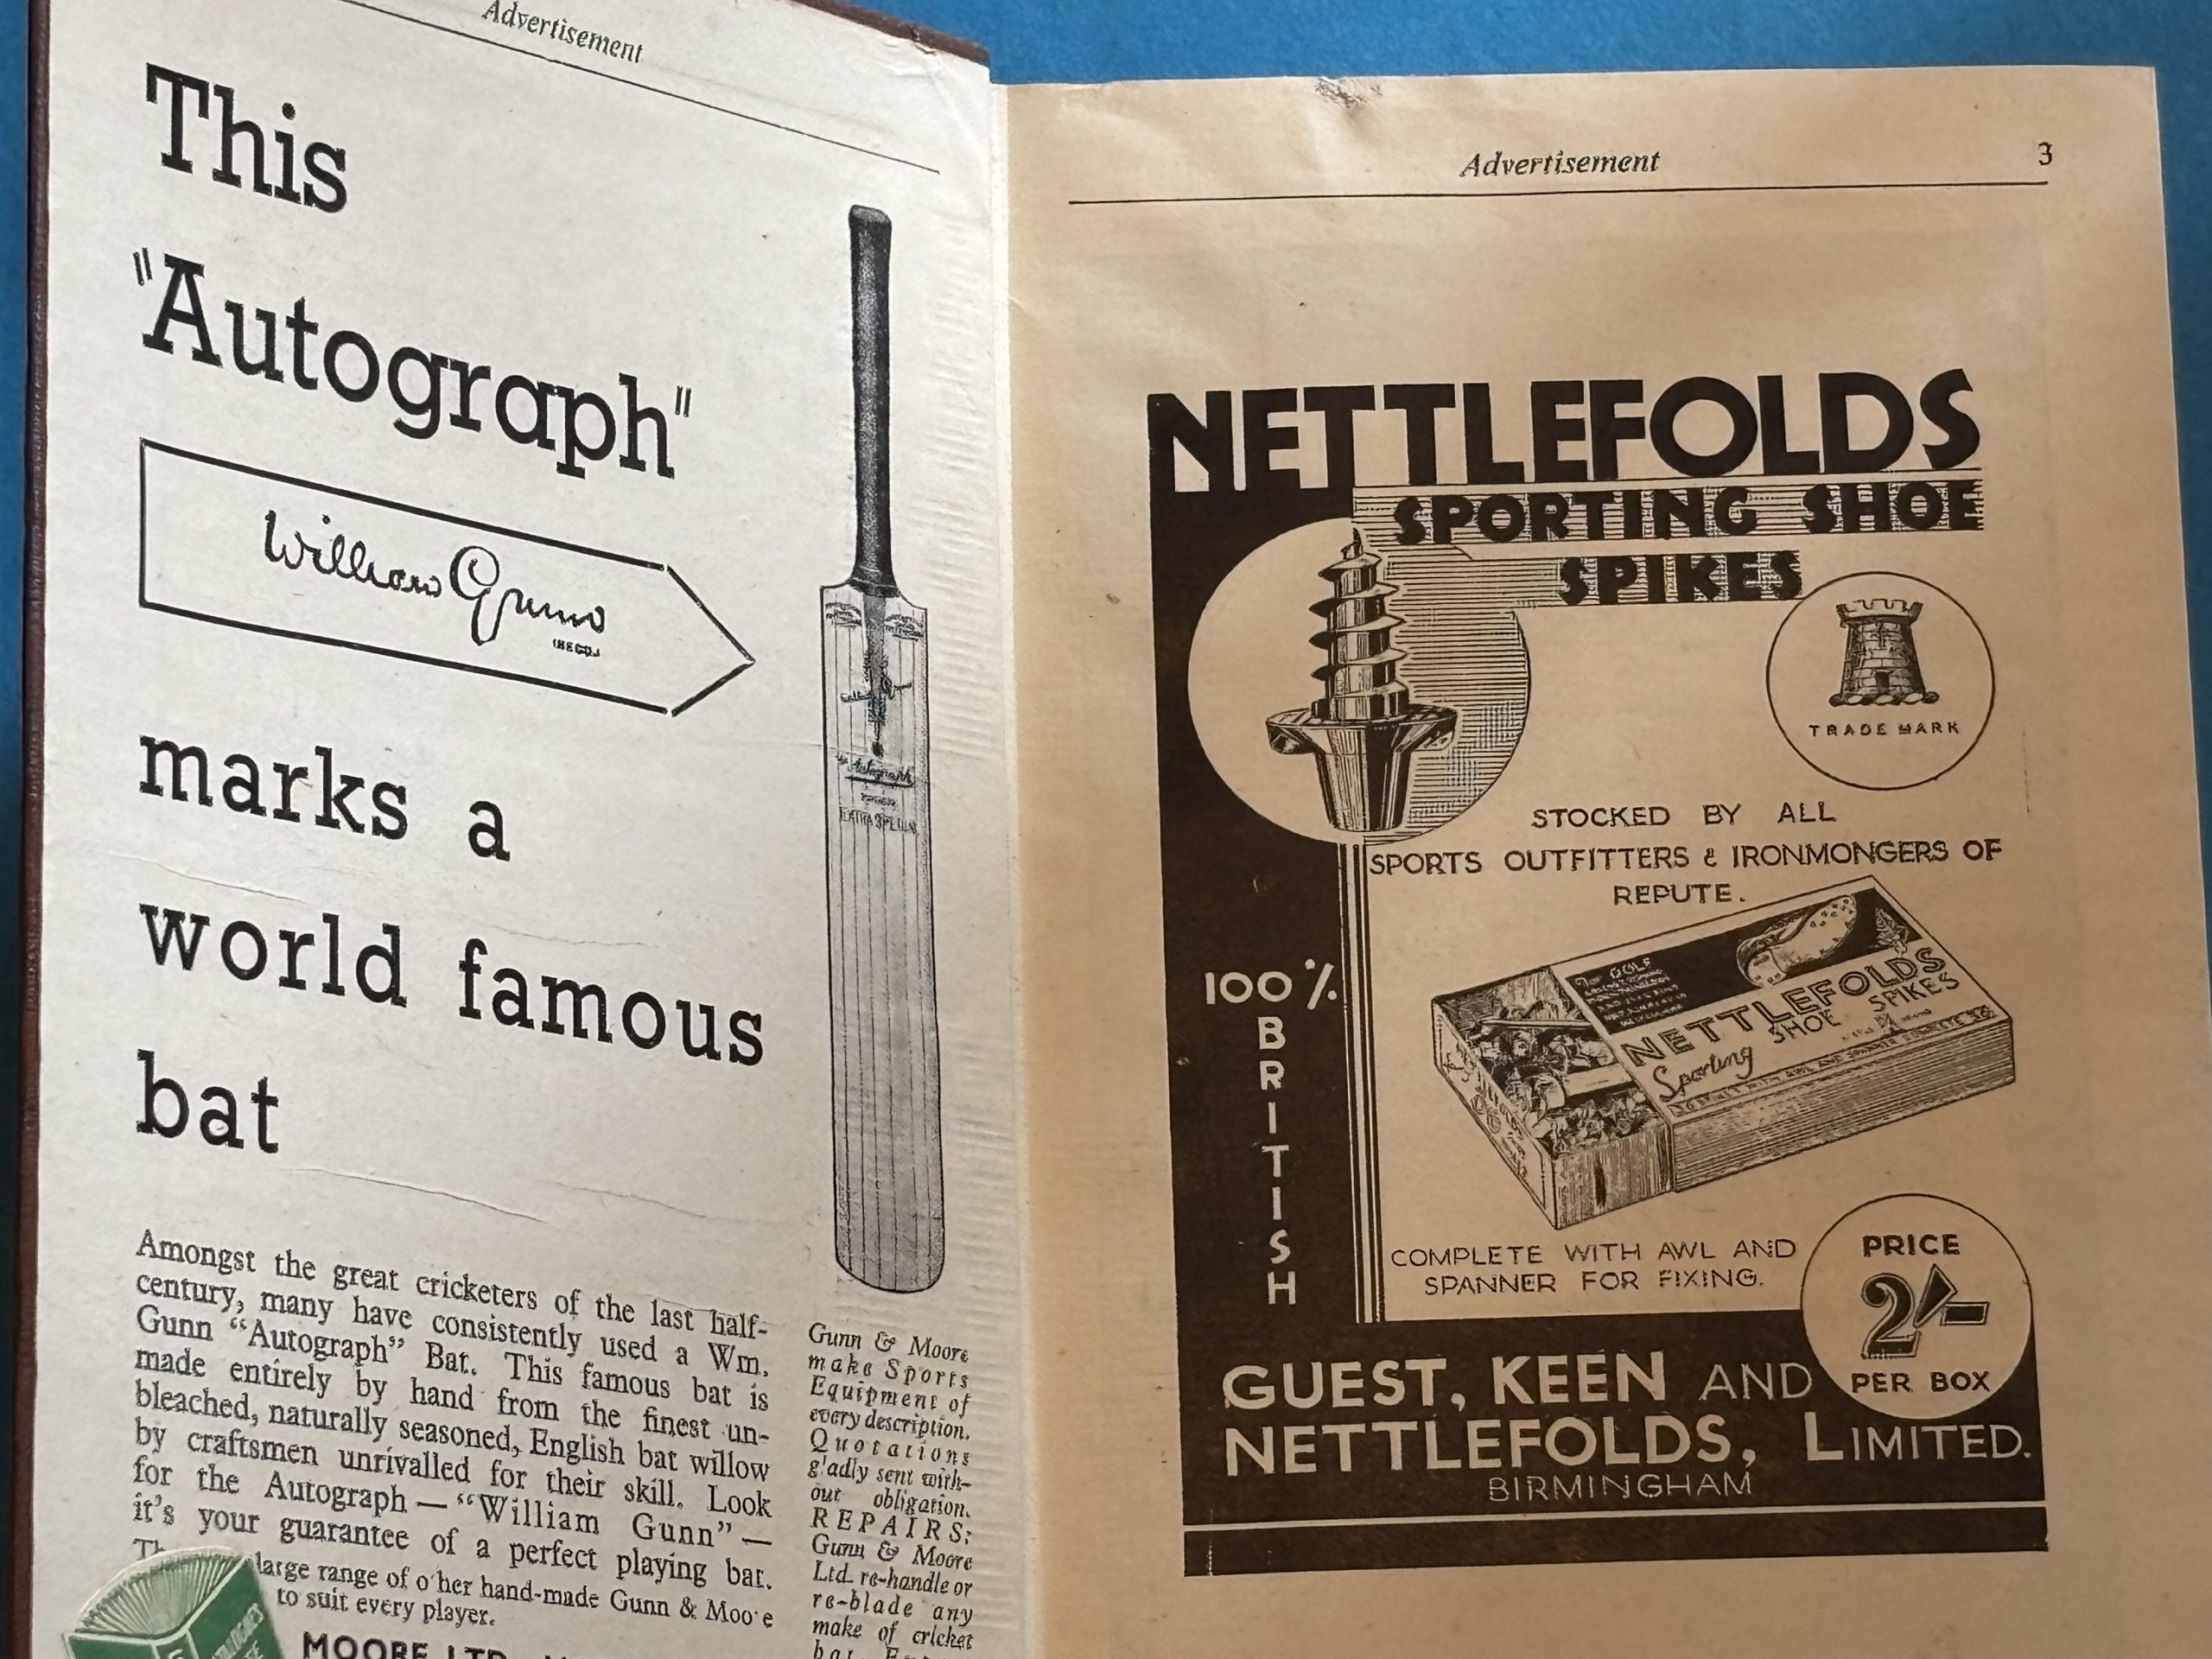 Advertisement
This
"Autograph"
William Gunn
(REGD)
marks a
world famous
bat
Amongst the great cricketers of the last half-
century, many have consistently used a Wm.
Gunn "Autograph" Bat. This famous bat is
made entirely by hand from the finest un-
bleached, naturally seasoned, English bat willow
by craftsmen unrivalled for their skill. Look
for the Autograph — "William Gunn" —
it's your guarantee of a perfect playing bat.
large range of other hand-made Gunn & Moore
to suit every player.
MOORE LTD.
Autograph
EXTRA SPECIAL
Gunn & Moore
make Sports
Equipment of
every description.
Quotations
gladly sent with-
out obligation.
REPAIRS:
Gunn & Moore
Ltd. re-handle or
re-blade any
make of cricket
Advertisement 3
NETTLEFOLDS
SPORTING SHOE
SPIKES
TRADE MARK
STOCKED BY ALL
SPORTS OUTFITTERS & IRONMONGERS OF
REPUTE.
GOLF
NETTLEFOLDS
Sporting SHOE SPIKES
100%
BRITISH
COMPLETE WITH AWL AND
SPANNER FOR FIXING.
PRICE
2/-
PER BOX
GUEST, KEEN AND
NETTLEFOLDS, LIMITED.
BIRMINGHAM